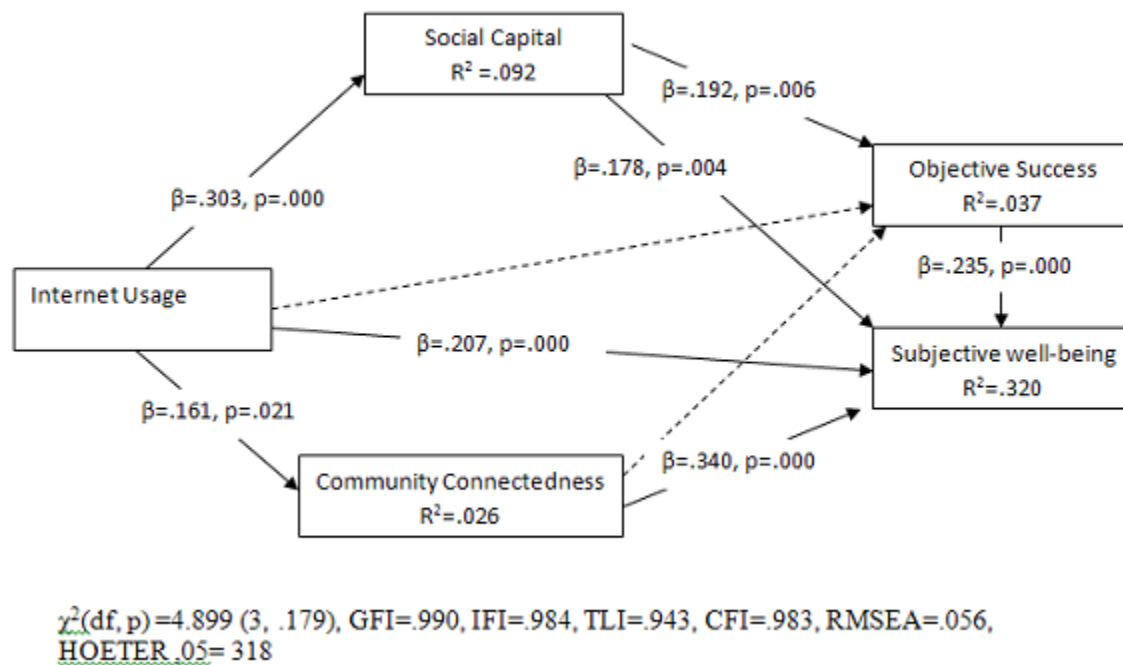 Social Capital
R² =.092
β=.192, p=.006
β=.178, p=.004
Objective Success
R²=.037
β=.303, p=.000
β=.235, p=.000
Internet Usage
β=.207, p=.000
Subjective well-being
R²=.320
β=.161, p=.021
β=.340, p=.000
Community Connectedness
R²=.026
χ²(df, p) =4.899 (3, .179), GFI=.990, IFI=.984, TLI=.943, CFI=.983, RMSEA=.056,
HOETER .05= 318